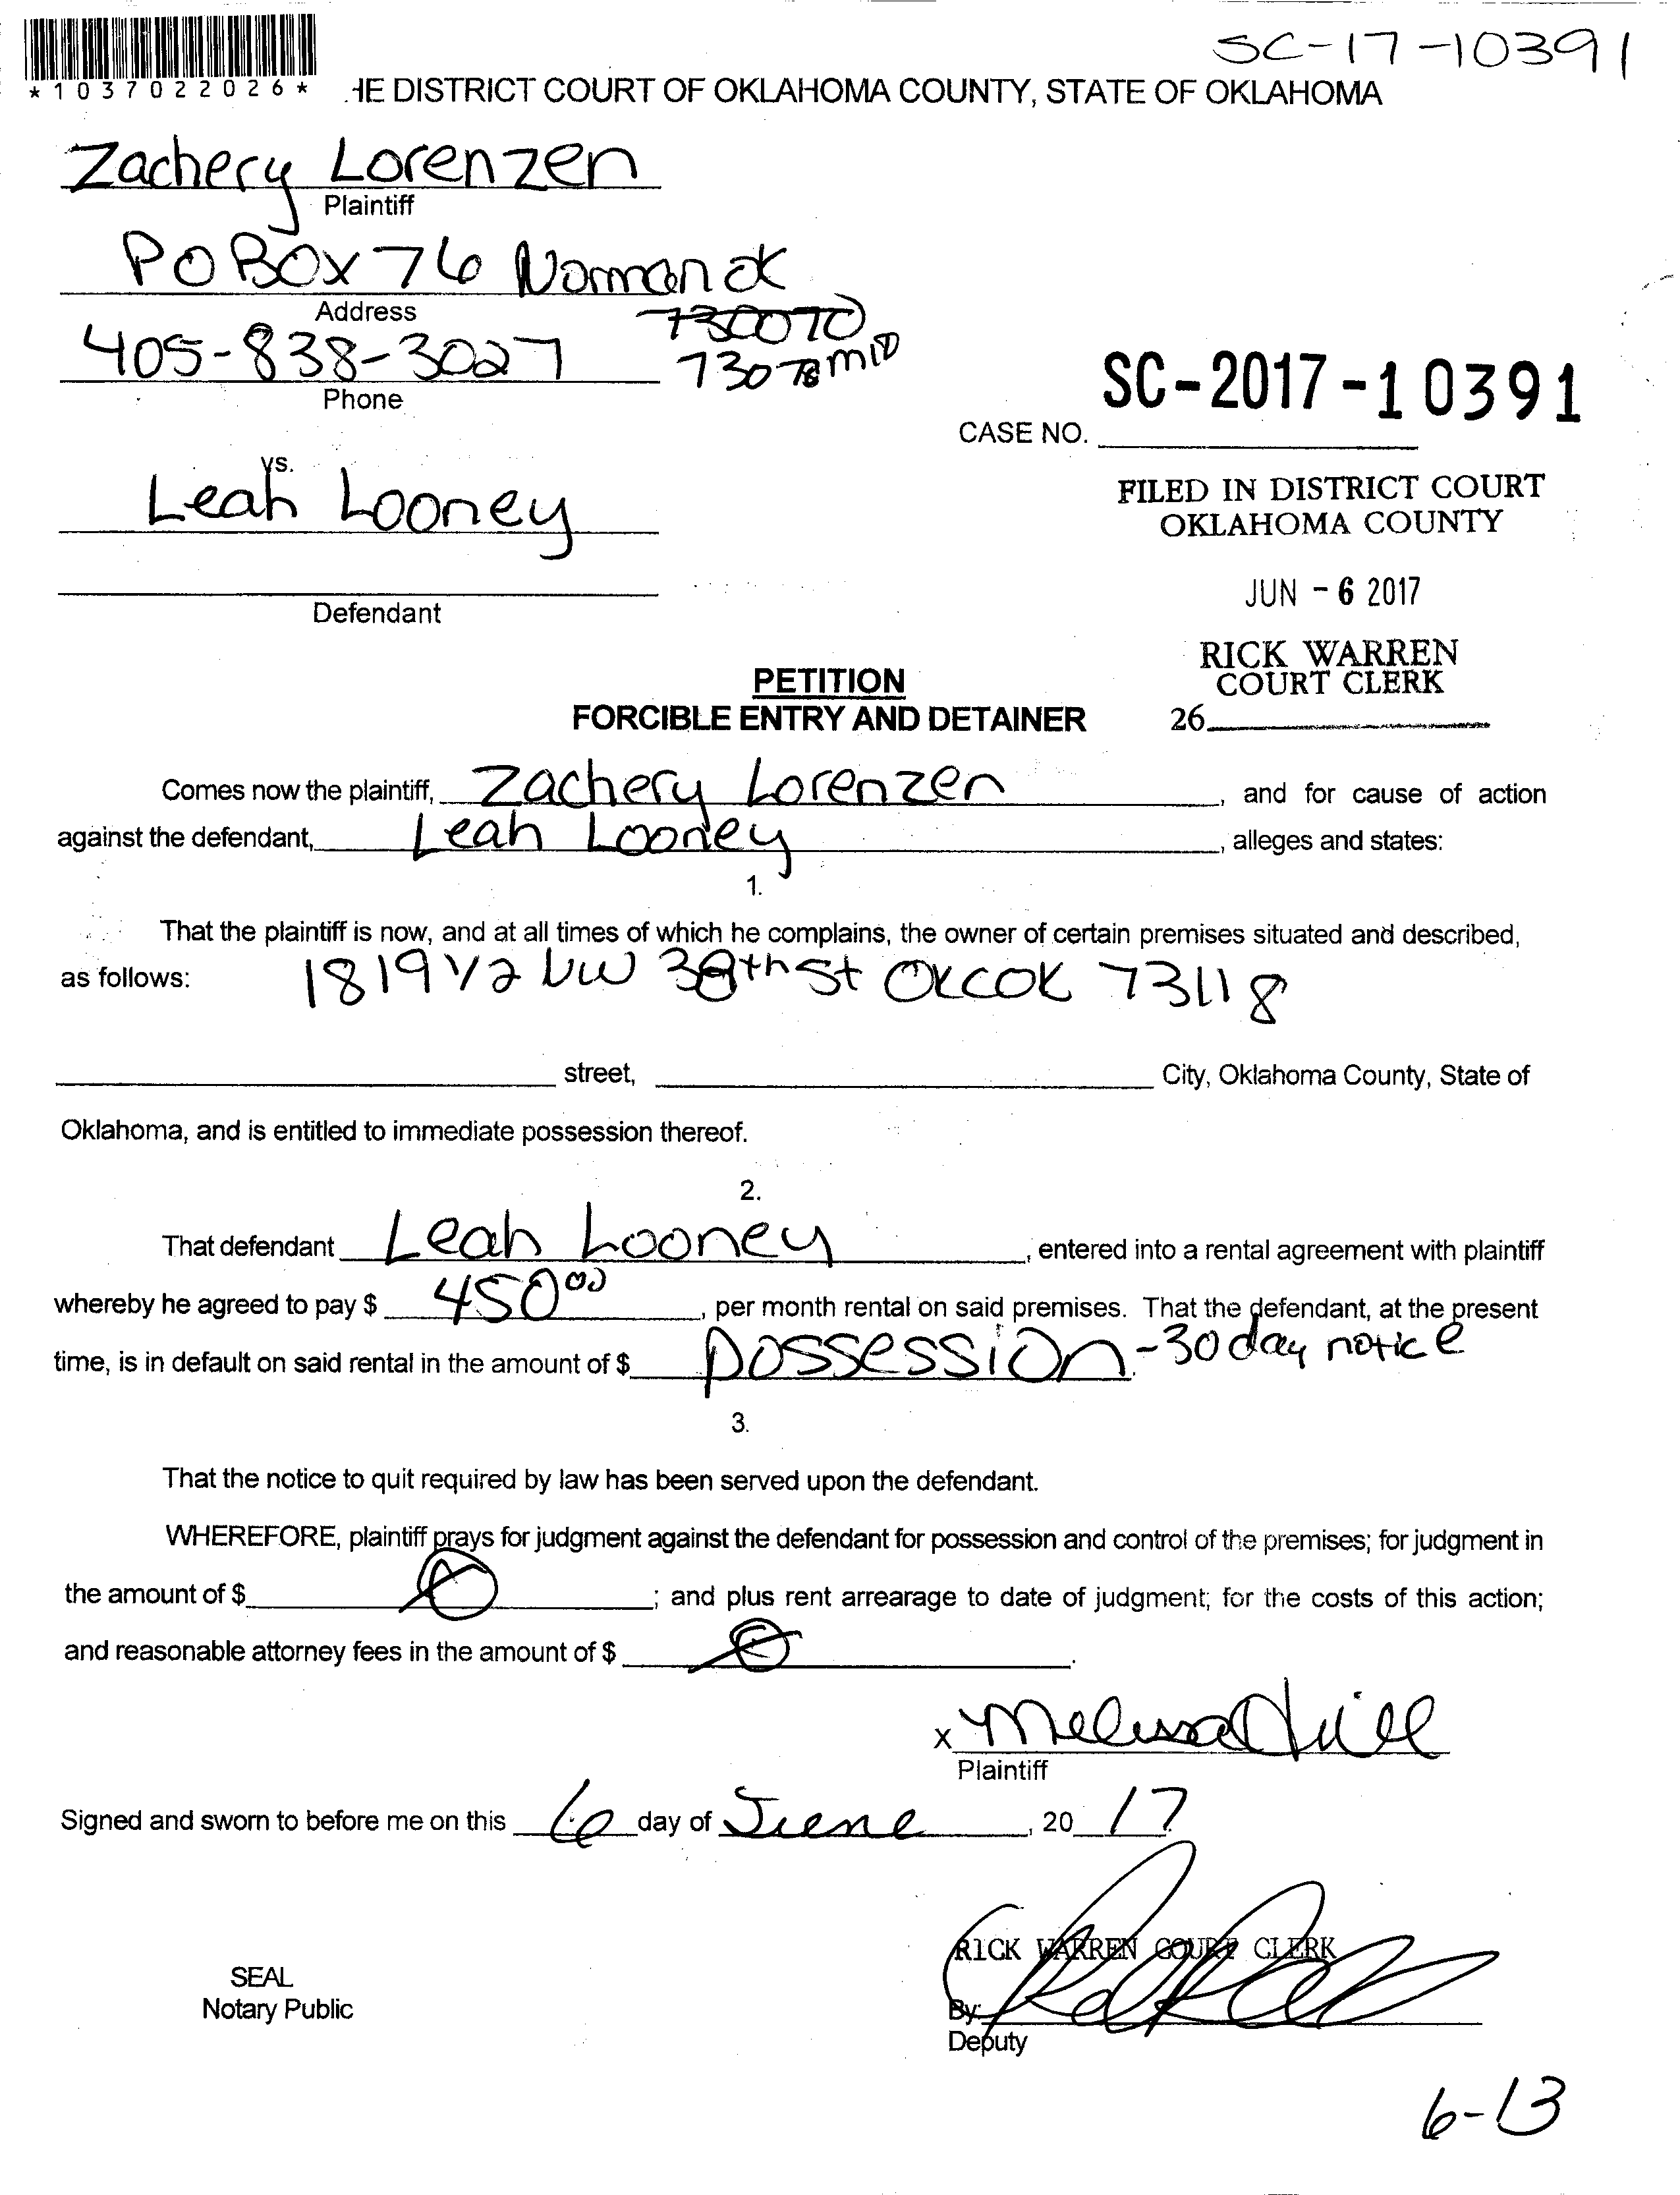 SC-17-10391
*1037022026*
HE DISTRICT COURT OF OKLAHOMA COUNTY, STATE OF OKLAHOMA
Zachery Lorenzen
Plaintiff
PO BOX 76 Norman OK
Address
730070
405-838-3027
73070 MD
Phone
SC-2017-10391
CASE NO.
vs.
Leah Looney
FILED IN DISTRICT COURT
OKLAHOMA COUNTY
JUN - 6 2017
Defendant
RICK WARREN
COURT CLERK
26
PETITION
FORCIBLE ENTRY AND DETAINER
Comes now the plaintiff, Zachery Lorenzen, and for cause of action
against the defendant, Leah Looney, alleges and states:
1.
That the plaintiff is now, and at all times of which he complains, the owner of certain premises situated and described,
as follows: 1819 1/2 NW 38th St OKC OK 73118
street, City, Oklahoma County, State of
Oklahoma, and is entitled to immediate possession thereof.
2.
That defendant Leah Looney, entered into a rental agreement with plaintiff
whereby he agreed to pay $ 450 00, per month rental on said premises. That the defendant, at the present
time, is in default on said rental in the amount of $ possession - 30 day notice.
3.
That the notice to quit required by law has been served upon the defendant.
WHEREFORE, plaintiff prays for judgment against the defendant for possession and control of the premises; for judgment in
the amount of $ 0; and plus rent arrearage to date of judgment; for the costs of this action;
and reasonable attorney fees in the amount of $ 0.
x Melissa Hill
Plaintiff
Signed and sworn to before me on this 6 day of June, 20 17
RICK WARREN COURT CLERK
SEAL
Notary Public
By:
Deputy
6-13